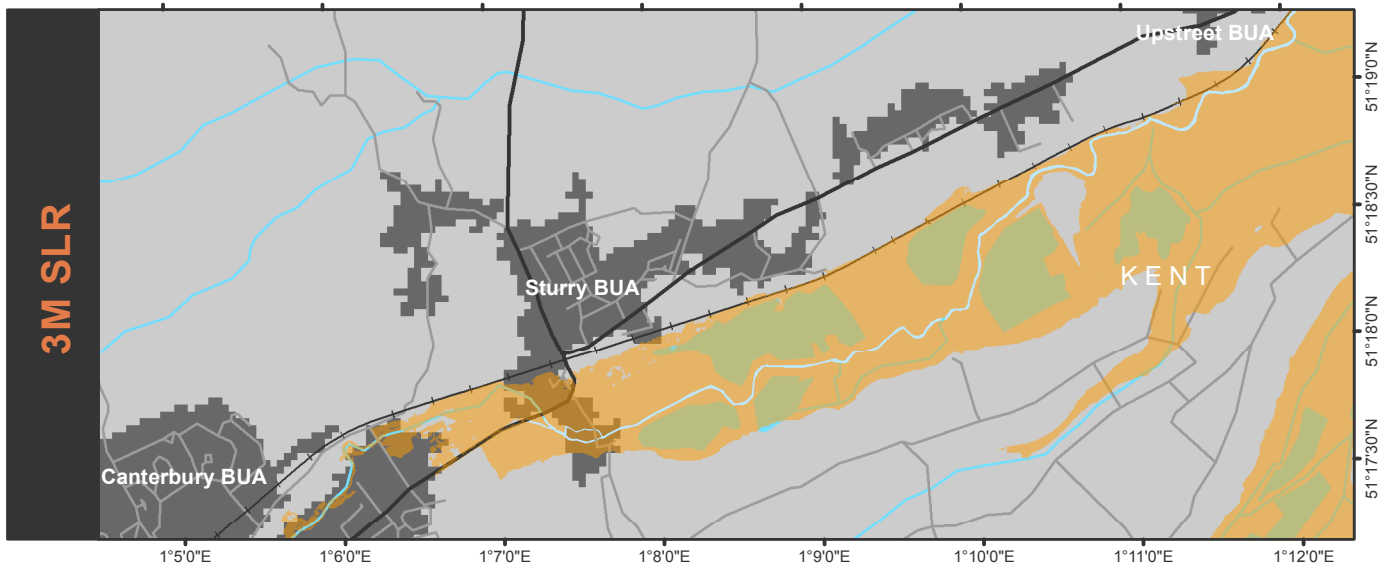 3M SLR
Upstreet BUA
Sturry BUA
KENT
Canterbury BUA
51°19'0"N
51°18'30"N
51°18'0"N
51°17'30"N
1°5'0"E
1°6'0"E
1°7'0"E
1°8'0"E
1°9'0"E
1°10'0"E
1°11'0"E
1°12'0"E